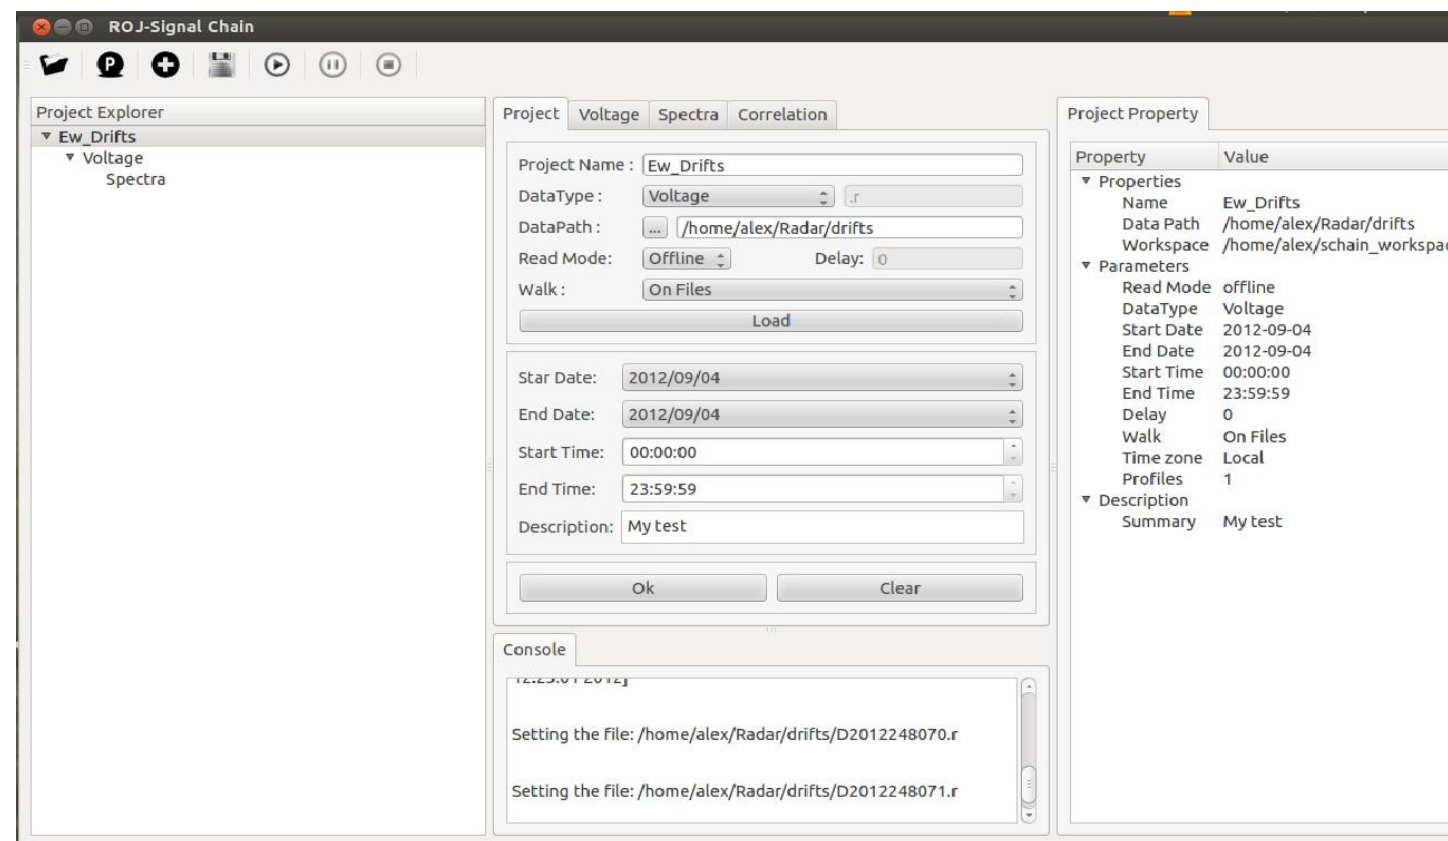 ROJ-Signal Chain
Project Explorer
Ew_Drifts
Voltage
Spectra
Project Voltage Spectra Correlation
Project Name : Ew_Drifts
DataType : Voltage .r
DataPath : ... /home/alex/Radar/drifts
Read Mode: Offline Delay: 0
Walk : On Files
Load
Star Date: 2012/09/04
End Date: 2012/09/04
Start Time: 00:00:00
End Time: 23:59:59
Description: My test
Ok Clear
Console
Setting the file: /home/alex/Radar/drifts/D2012248070.r
Setting the file: /home/alex/Radar/drifts/D2012248071.r
Project Property
Property Value
Properties
Name Ew_Drifts
Data Path /home/alex/Radar/drifts
Workspace /home/alex/schain_workspac
Parameters
Read Mode offline
DataType Voltage
Start Date 2012-09-04
End Date 2012-09-04
Start Time 00:00:00
End Time 23:59:59
Delay 0
Walk On Files
Time zone Local
Profiles 1
Description
Summary My test